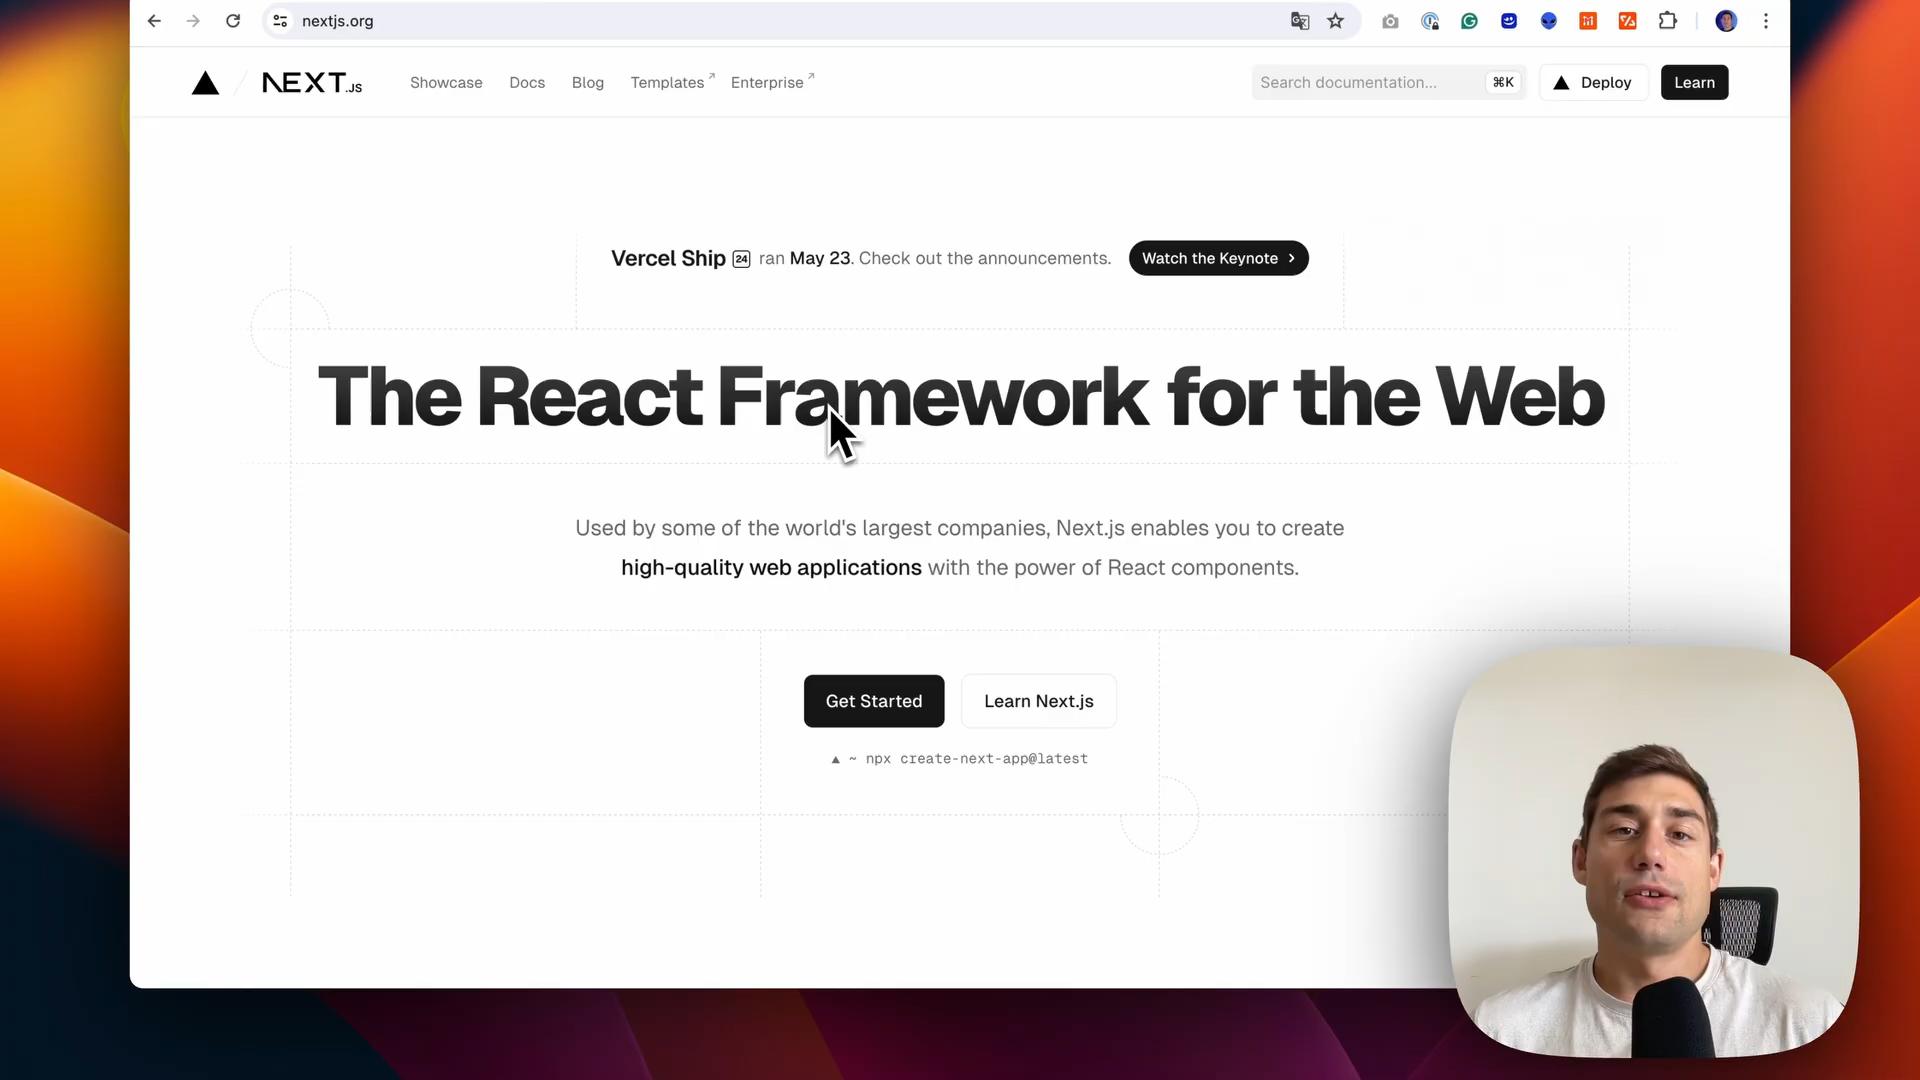 nextjs.org
NEXT.JS
Showcase
Docs
Blog
Templates
Enterprise
Search documentation...
⌘K
Deploy
Learn
Vercel Ship 24 ran May 23. Check out the announcements.
Watch the Keynote
The React Framework for the Web
Used by some of the world's largest companies, Next.js enables you to create
high-quality web applications with the power of React components.
Get Started
Learn Next.js
▲ ~ npx create-next-app@latest